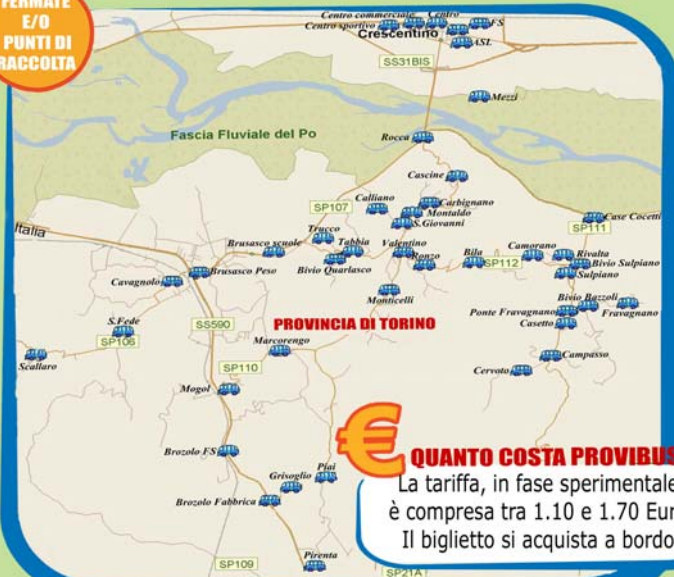 FERMATE
E/O
PUNTI DI
RACCOLTA
Centro commerciale
Centro
FS
Centro sportivo
Crescentino
ASL
SS31BIS
Mezzi
Fascia Fluviale del Po
Rocca
Cascine
Calliano
Carbignano
SP107
Montaldo
S.Giovanni
Case Cocetti
SP111
Italia
Trucco
Brusasco scuole
Tabbia
Valentino
Bivio Quarlasco
Ronzo
Bila
SP112
Camorano
Rivalta
Bivio Sulpiano
Sulpiano
Brusasco Peso
Cavagnolo
Monticelli
Bivio Bazzoli
Ponte Fravagnano
Fravagnano
Casetto
S.Fede
SS590
PROVINCIA DI TORINO
SP106
Marcorengo
Scallaro
SP110
Campasso
Cervoto
Mogol
Brozolo FS
Piai
Grisoglio
Brozolo Fabbrica
SP109
Pirenta
SP21A
€ QUANTO COSTA PROVIBUS
La tariffa, in fase sperimentale
è compresa tra 1.10 e 1.70 Eur
Il biglietto si acquista a bordo